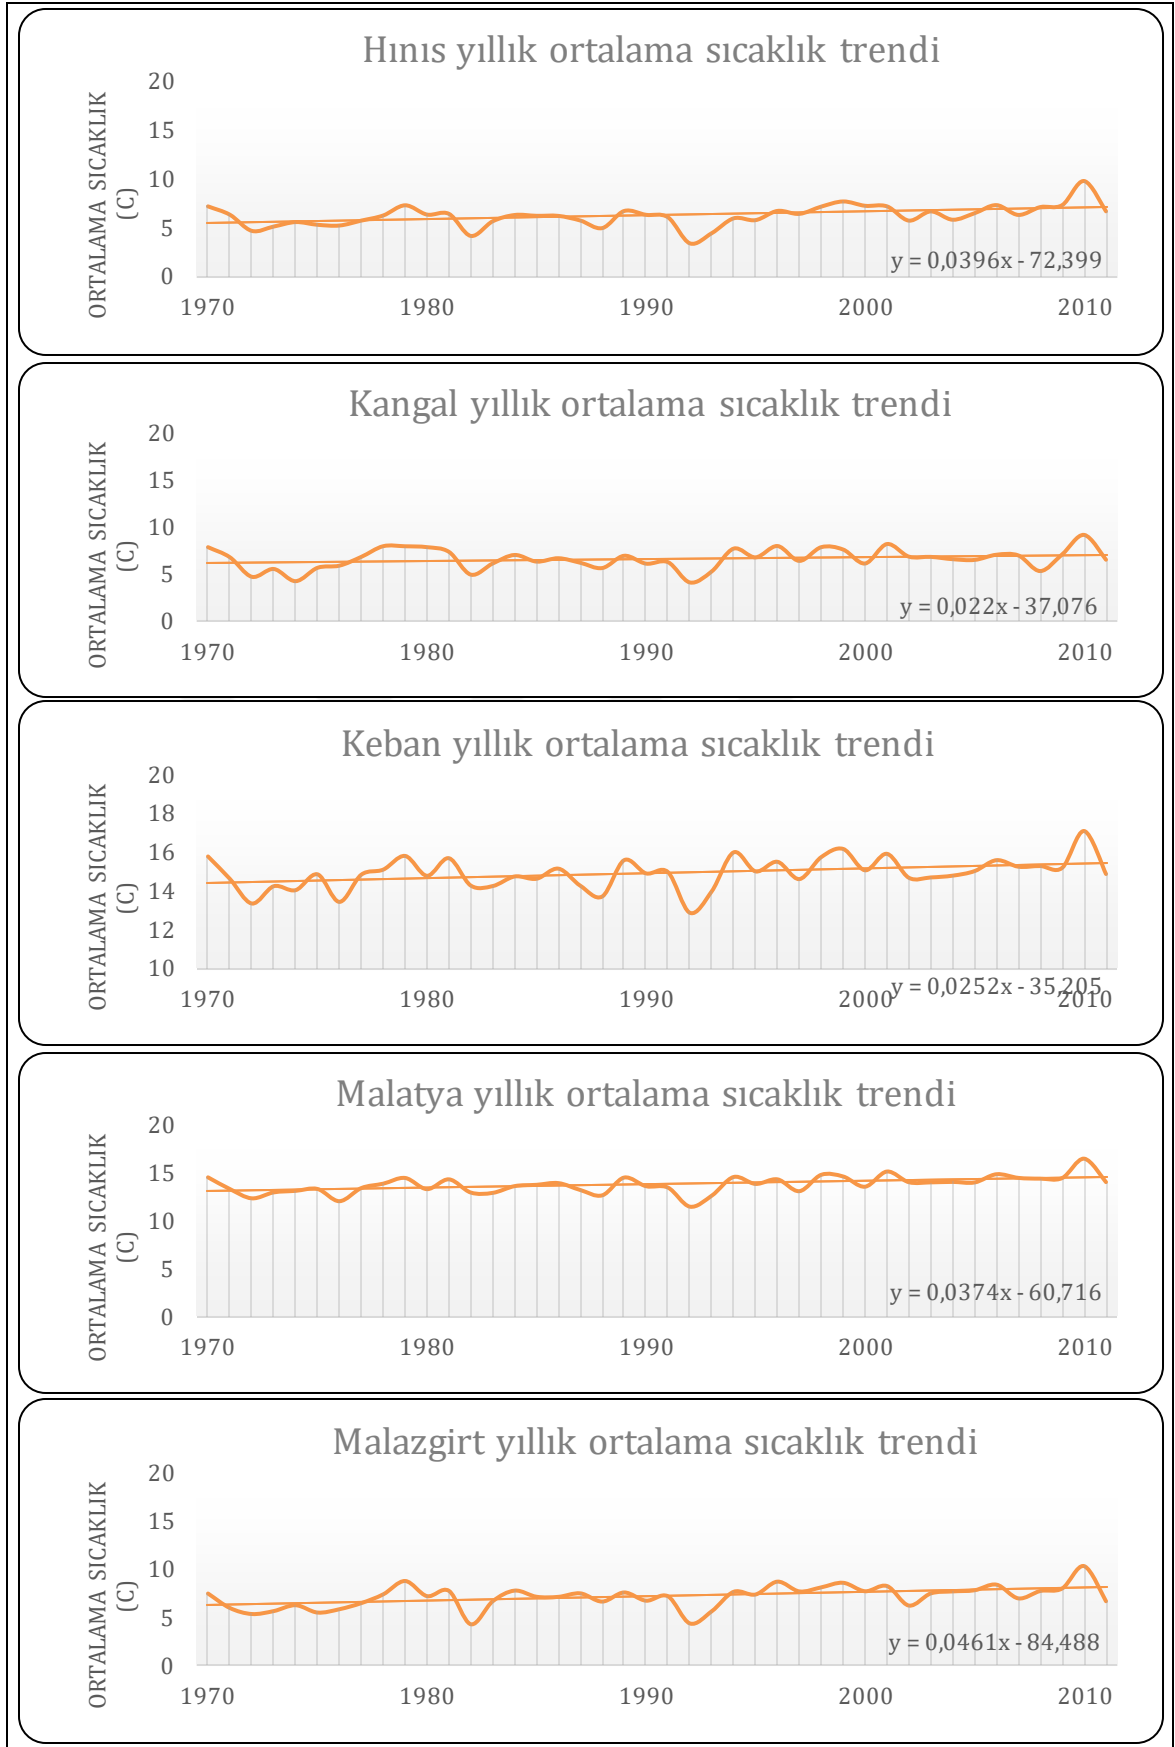 Hınıs yıllık ortalama sıcaklık trendi
ORTALAMA SICAKLIK
(C)
20
15
10
5
0
y = 0,0396x - 72,399
1970 1980 1990 2000 2010
Kangal yıllık ortalama sıcaklık trendi
ORTALAMA SICAKLIK
(C)
20
15
10
5
0
y = 0,022x - 37,076
1970 1980 1990 2000 2010
Keban yıllık ortalama sıcaklık trendi
ORTALAMA SICAKLIK
(C)
20
18
16
14
12
10
y = 0,0252x - 35,205
1970 1980 1990 2000 2010
Malatya yıllık ortalama sıcaklık trendi
ORTALAMA SICAKLIK
(C)
20
15
10
5
0
y = 0,0374x - 60,716
1970 1980 1990 2000 2010
Malazgirt yıllık ortalama sıcaklık trendi
ORTALAMA SICAKLIK
(C)
20
15
10
5
0
y = 0,0461x - 84,488
1970 1980 1990 2000 2010